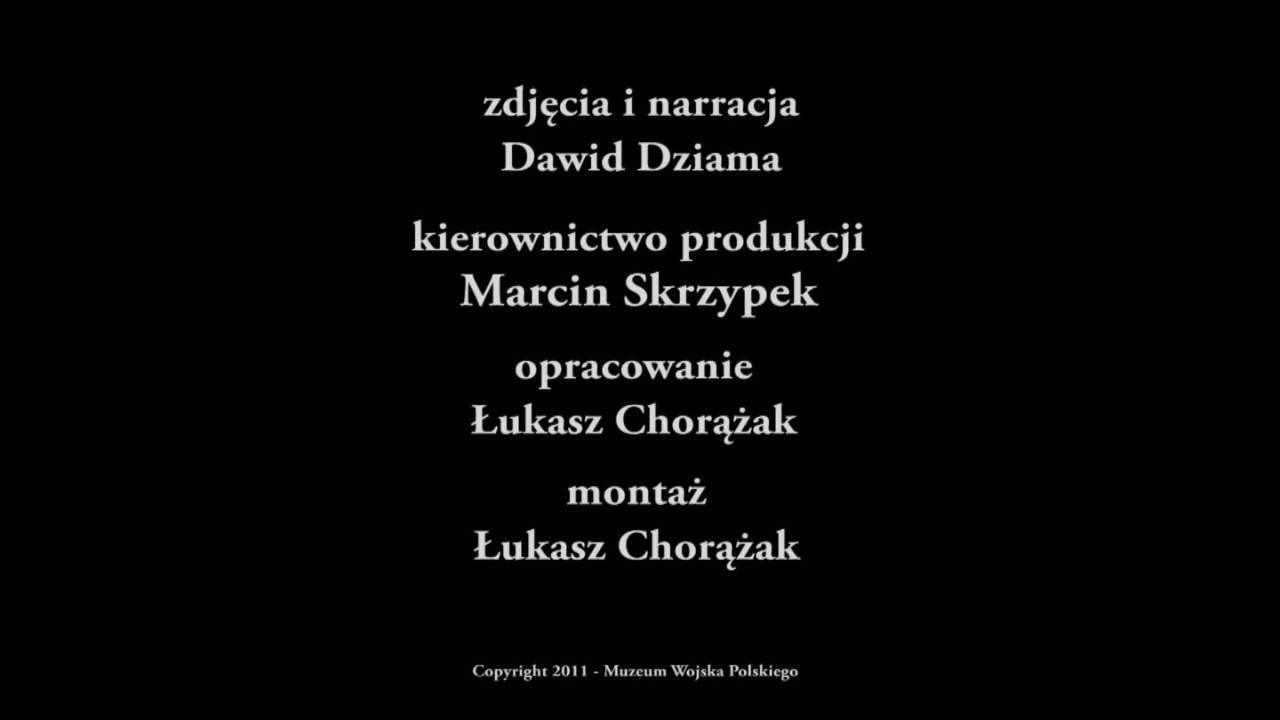 zdjęcia i narracja
Dawid Dziama
kierownictwo produkcji
Marcin Skrzypek
opracowanie
Łukasz Chorążak
montaż
Łukasz Chorążak
Copyright 2011 - Muzeum Wojska Polskiego